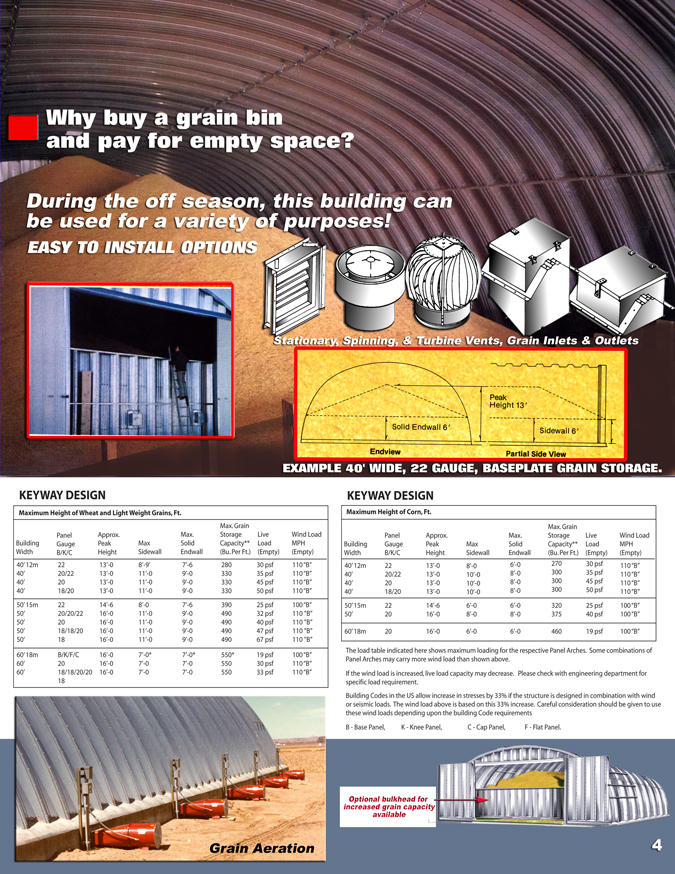 Why buy a grain bin
and pay for empty space?
During the off season, this building can
be used for a variety of purposes!
EASY TO INSTALL OPTIONS
Stationary, Spinning, & Turbine Vents, Grain Inlets & Outlets
Peak
Height 13'
Solid Endwall 6'
Sidewall 6'
Endview
Partial Side View
EXAMPLE 40' WIDE, 22 GAUGE, BASEPLATE GRAIN STORAGE.
KEYWAY DESIGN
Maximum Height of Wheat and Light Weight Grains, Ft.
Building Width | Panel Gauge B/K/C | Approx. Peak Height | Max Sidewall | Max. Solid Endwall | Max. Grain Storage Capacity** (Bu. Per Ft.) | Live Load (Empty) | Wind Load MPH (Empty)
40'12m 22 13'-0 8'-9' 7'-6 280 30 psf 110 "B"
40' 20/22 13'-0 11'-0 9'-0 330 35 psf 110 "B"
40' 20 13'-0 11'-0 9'-0 330 45 psf 110 "B"
40' 18/20 13'-0 11'-0 9'-0 330 50 psf 110 "B"
50'15m 22 14'-6 8'-0 7'-6 390 25 psf 100 "B"
50' 20/20/22 16'-0 11'-0 9'-0 490 32 psf 110 "B"
50' 20 16'-0 11'-0 9'-0 490 40 psf 110 "B"
50' 18/18/20 16'-0 11'-0 9'-0 490 47 psf 110 "B"
50' 18 16'-0 11'-0 9'-0 490 67 psf 110 "B"
60'18m B/K/F/C 16'-0 7'-0* 7'-0* 550* 19 psf 100 "B"
60' 20 16'-0 7'-0 7'-0 550 30 psf 110 "B"
60' 18/18/20/20 16'-0 7'-0 7'-0 550 33 psf 110 "B"
18
KEYWAY DESIGN
Maximum Height of Corn, Ft.
Building Width | Panel Gauge B/K/C | Approx. Peak Height | Max Sidewall | Max. Solid Endwall | Max. Grain Storage Capacity** (Bu. Per Ft.) | Live Load (Empty) | Wind Load MPH (Empty)
40'12m 22 13'-0 8'-0 6'-0 270 30 psf 110 "B"
40' 20/22 13'-0 10'-0 8'-0 300 35 psf 110 "B"
40' 20 13'-0 10'-0 8'-0 300 45 psf 110 "B"
40' 18/20 13'-0 10'-0 8'-0 300 50 psf 110 "B"
50'15m 22 14'-6 6'-0 6'-0 320 25 psf 100 "B"
50' 20 16'-0 8'-0 8'-0 375 40 psf 100 "B"
60'18m 20 16'-0 6'-0 6'-0 460 19 psf 100 "B"
The load table indicated here shows maximum loading for the respective Panel Arches. Some combinations of
Panel Arches may carry more wind load than shown above.
If the wind load is increased, live load capacity may decrease. Please check with engineering department for
specific load requirement.
Building Codes in the US allow increase in stresses by 33% if the structure is designed in combination with wind
or seismic loads. The wind load above is based on this 33% increase. Careful consideration should be given to use
these wind loads depending upon the building Code requirements
B - Base Panel, K - Knee Panel, C - Cap Panel, F - Flat Panel.
Grain Aeration
Optional bulkhead for
increased grain capacity
available
4